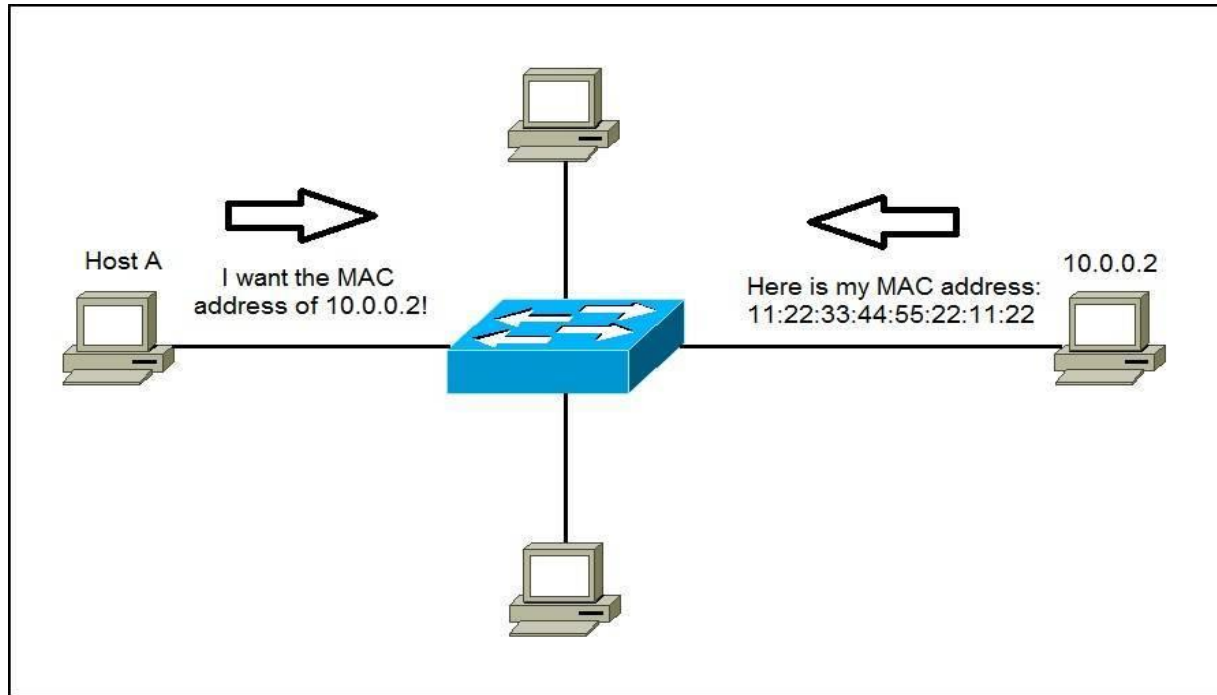 Host A
I want the MAC
address of 10.0.0.2!
10.0.0.2
Here is my MAC address:
11:22:33:44:55:22:11:22